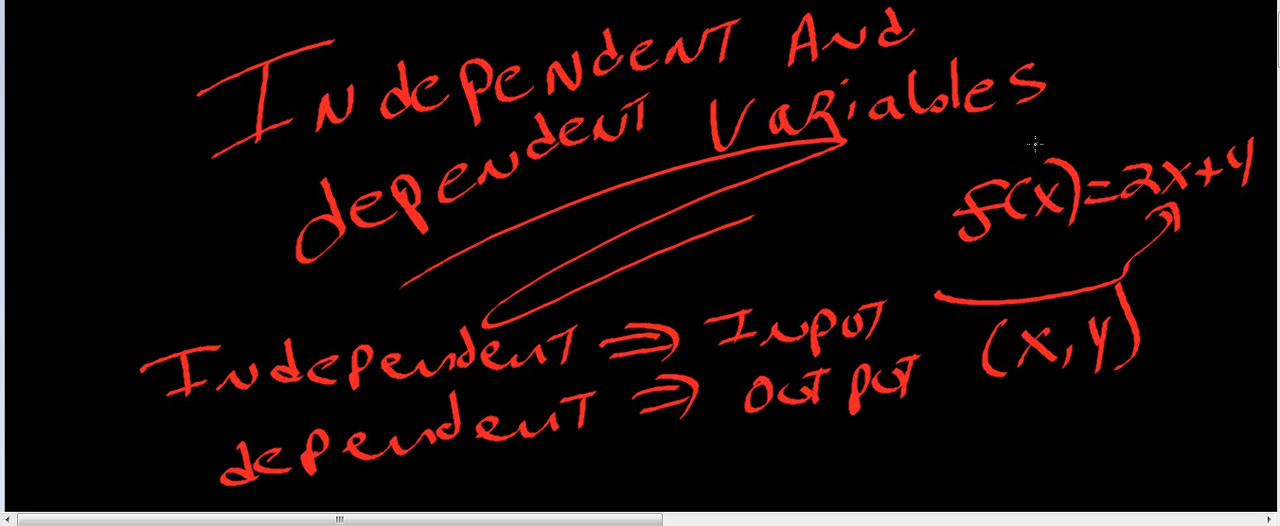 Independent And
dependent Variables
f(x)=2x+4
Independent ⇒ Input
dependent ⇒ output
(x,y)